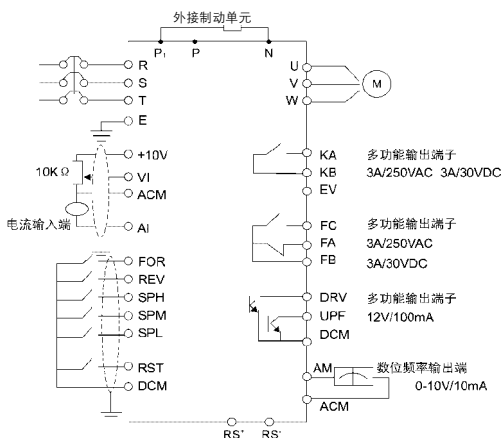 外接制动单元
P1 P N
R
S
T
E
U
V
W
M
+10V
10KΩ
VI
ACM
电流输入端
AI
KA 多功能输出端子
KB 3A/250VAC 3A/30VDC
EV
FC 多功能输出端子
FA 3A/250VAC
FB 3A/30VDC
FOR
REV
SPH
SPM
SPL
RST
DCM
DRV 多功能输出端子
UPF 12V/100mA
DCM
AM 数位频率输出端
0-10V/10mA
ACM
RS+ RS-